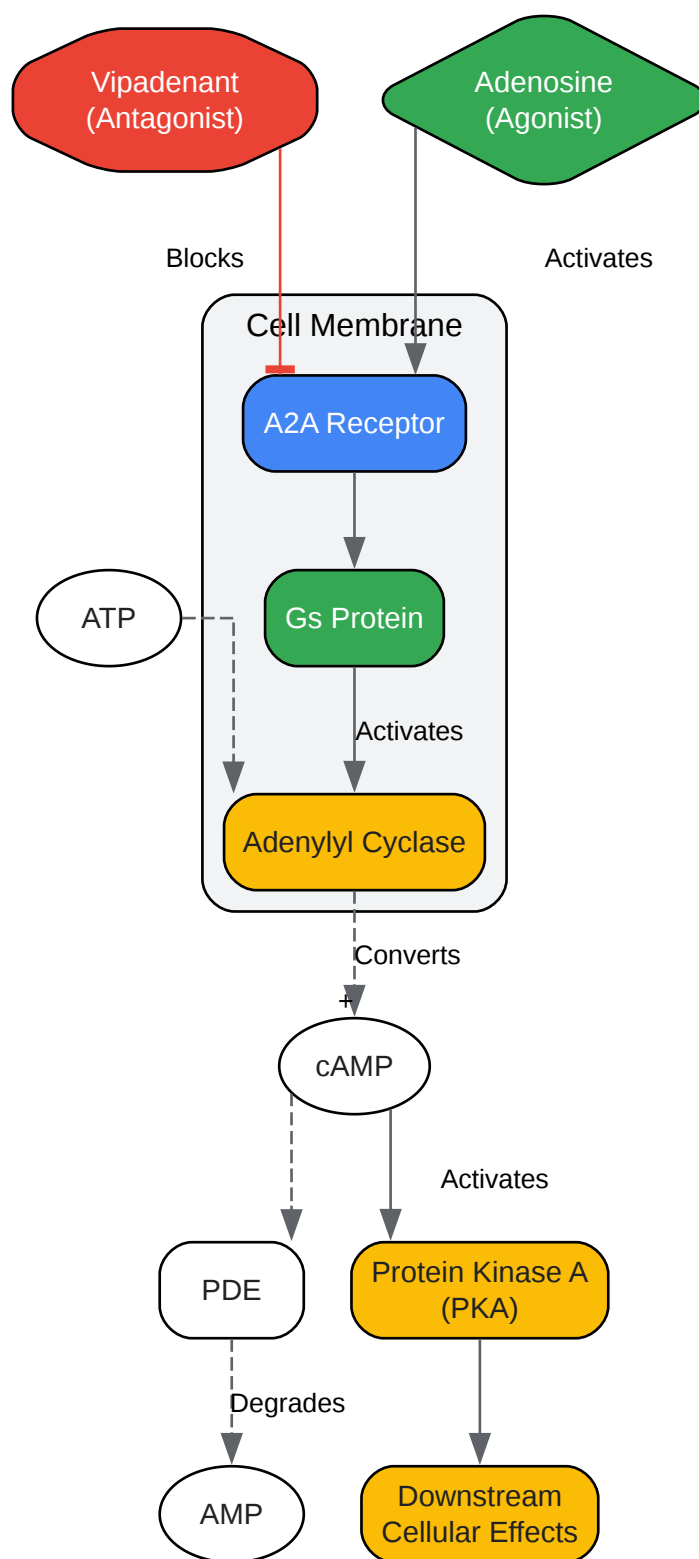 Vipadenant
(Antagonist)
Adenosine
(Agonist)
Blocks
Activates
Cell Membrane
A2A Receptor
ATP
Gs Protein
Activates
Adenylyl Cyclase
Converts
+
cAMP
Activates
PDE
Protein Kinase A
(PKA)
Degrades
AMP
Downstream
Cellular Effects